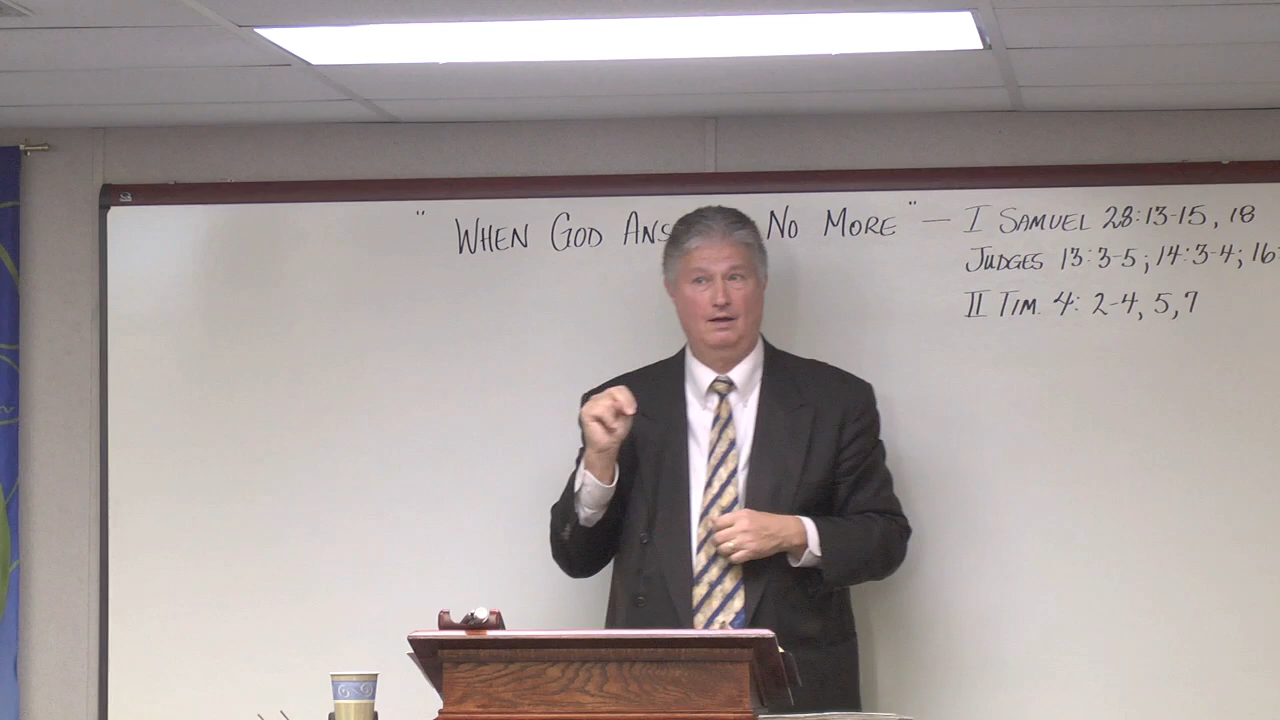 "WHEN GOD ANS NO MORE" — I SAMUEL 28:13-15, 18
JUDGES 13:3-5; 14:3-4; 16:
II TIM. 4: 2-4, 5, 7